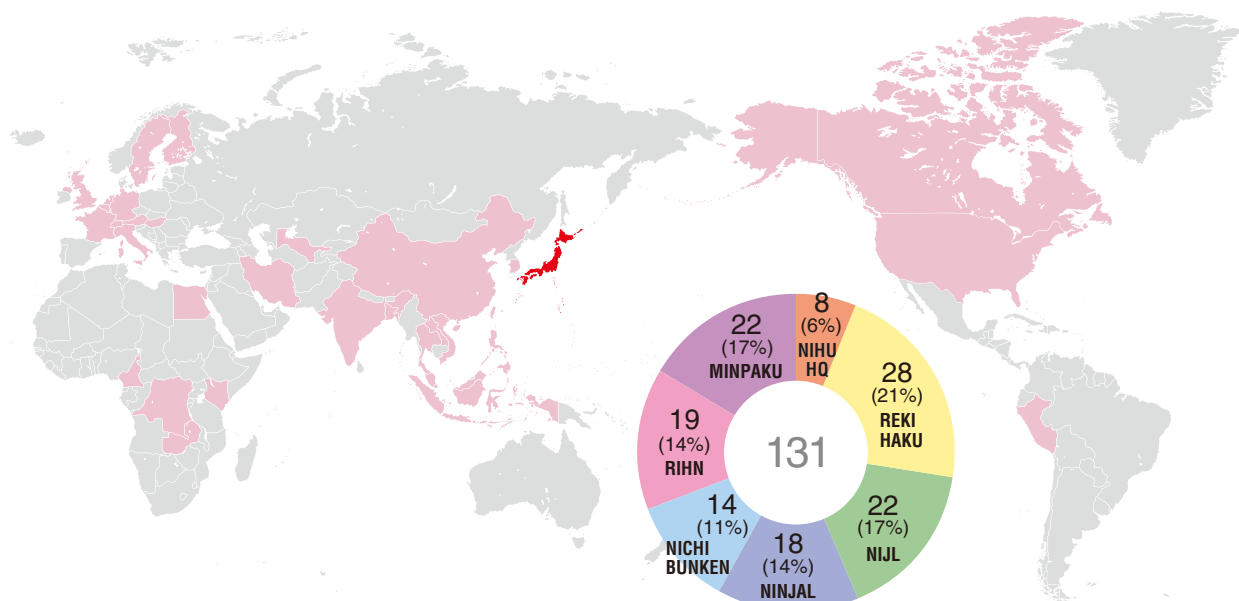 8
(6%)
NIHU
HQ
28
(21%)
REKI
HAKU
22
(17%)
NIJL
18
(14%)
NINJAL
14
(11%)
NICHI
BUNKEN
19
(14%)
RIHN
22
(17%)
MINPAKU
131